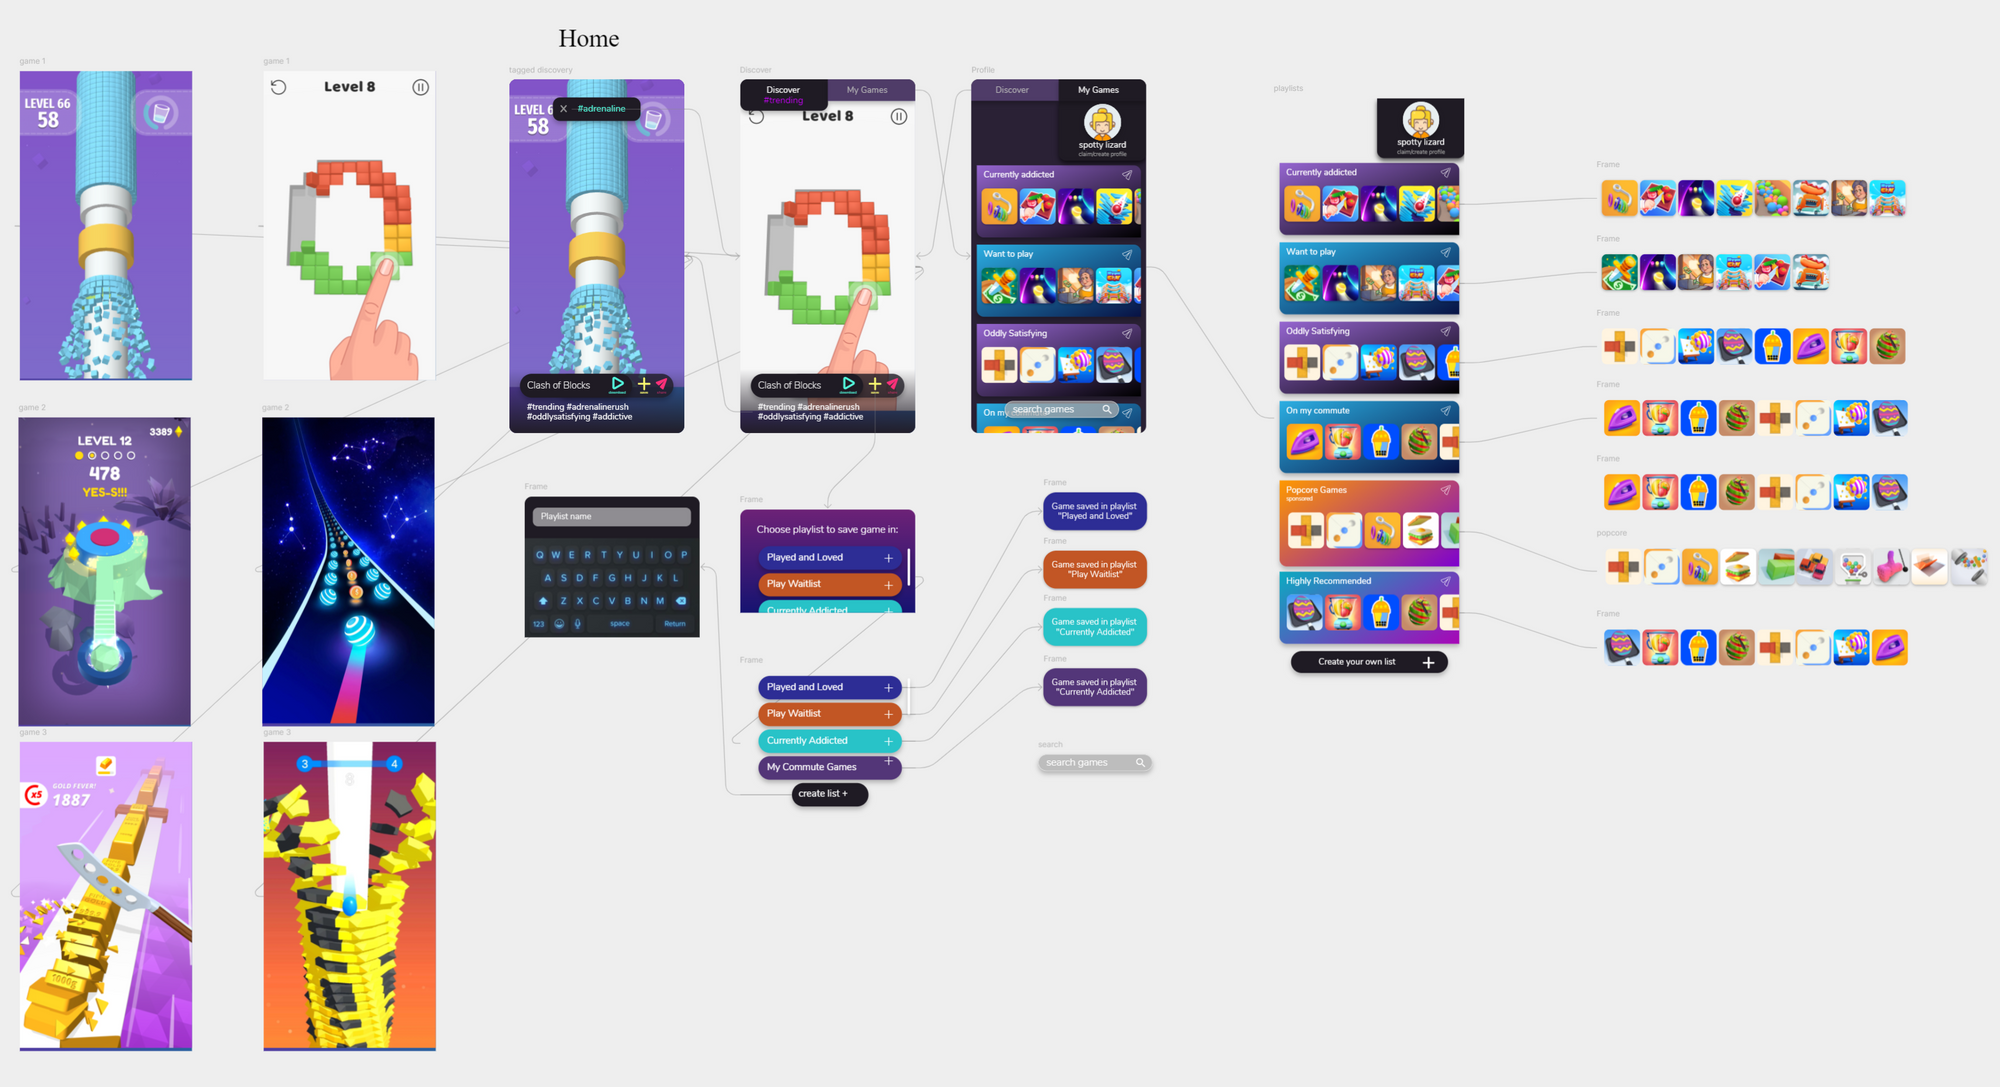 Home
game 1
LEVEL 66
58
game 1
Level 8
tagged discovery
LEVEL 6
58
#adrenaline
Clash of Blocks
#trending #adrenalinerush
#oddlysatisfying #addictive
Discover
Discover
#trending
My Games
Level 8
Clash of Blocks
#trending #adrenalinerush
#oddlysatisfying #addictive
Profile
Discover
My Games
spotty lizard
claim/create profile
Currently addicted
Want to play
Oddly Satisfying
On my
search games
playlists
spotty lizard
claim/create profile
Currently addicted
Want to play
Oddly Satisfying
On my commute
Popcore Games
sponsored
Highly Recommended
Create your own list
Frame
Frame
Frame
Frame
Frame
popcore
Frame
game 2
3389
LEVEL 12
478
YES-S!!!
game 2
Frame
Playlist name
Q W E R T Y U I O P
A S D F G H J K L
Z X C V B N M
123 space Return
Frame
Choose playlist to save game in:
Played and Loved
Play Waitlist
Currently Addicted
Frame
Played and Loved
Play Waitlist
Currently Addicted
My Commute Games
create list +
Frame
Game saved in playlist
"Played and Loved"
Frame
Game saved in playlist
"Play Waitlist"
Frame
Game saved in playlist
"Currently Addicted"
Frame
Game saved in playlist
"Currently Addicted"
search
search games
game 3
x5
GOLD FEVER!
1887
1000g
game 3
3
4
8